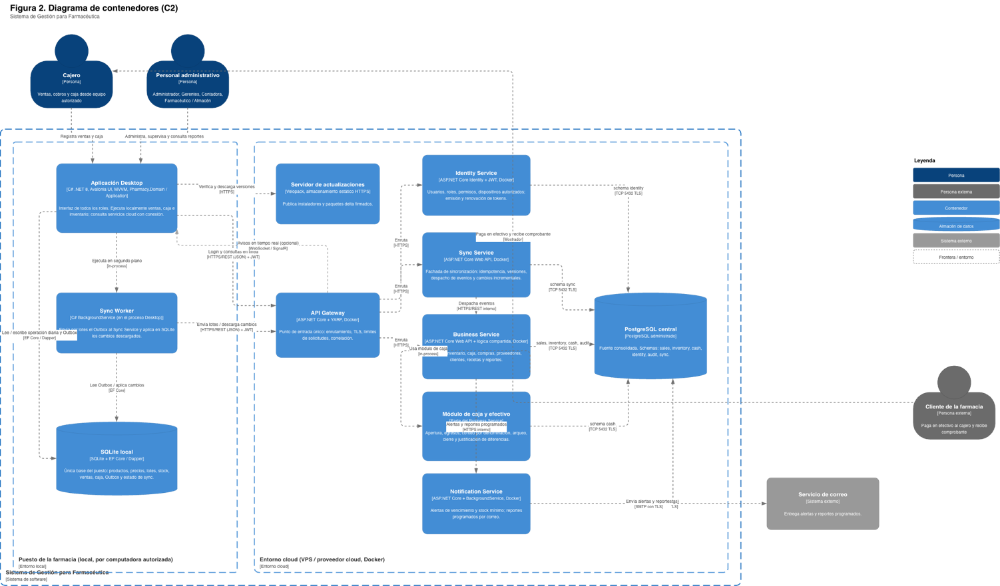 Figura 2. Diagrama de contenedores (C2)
Sistema de Gestión para Farmacéutica
Cajero
[Persona]
Ventas, cobros y caja desde equipo
autorizado
Personal administrativo
[Persona]
Administrador, Gerentes, Contadora,
Farmacéutico / Almacén
Registra ventas y caja
Administra, supervisa y consulta reportes
Aplicación Desktop
[C# .NET 8, Avalonia UI, MVVM, Pharmacy.Domain /
Application]
Interfaz de todos los roles. Ejecuta localmente ventas, caja e
inventario; consulta servicios cloud con conexión.
Verifica y descarga versiones
[HTTPS]
Servidor de actualizaciones
[Velopack, almacenamiento estático HTTPS]
Publica instaladores y paquetes delta firmados.
Identity Service
[ASP.NET Core Identity + JWT, Docker]
Usuarios, roles, permisos, dispositivos autorizados;
emisión y renovación de tokens.
schema identity
[TCP 5432 TLS]
Avisos en tiempo real (opcional)
[WebSocket / SignalR]
Login y consultas en línea
[HTTPS/REST (JSON) + JWT]
Ejecuta en segundo plano
[in-process]
Enruta
[HTTPS]
Paga en efectivo y recibe comprobante
[Mostrador]
Sync Service
[ASP.NET Core Web API, Docker]
Fachada de sincronización: idempotencia, versiones,
despacho de eventos y cambios incrementales.
schema sync
[TCP 5432 TLS]
Enruta
[HTTPS]
Despacha eventos
[HTTPS/REST interno]
Sync Worker
[C# BackgroundService (en el proceso Desktop)]
lotes el Outbox al Sync Service y aplica en SQLite
los cambios descargados.
Lee / escribe operación diaria y Outbox
[EF Core / Dapper]
Envía lotes / descarga cambios
[HTTPS/REST (JSON) + JWT]
API Gateway
[ASP.NET Core + YARP, Docker]
Punto de entrada único: enrutamiento, TLS, límites
de solicitudes, correlación.
Enruta
[HTTPS]
Business Service
[ASP.NET Core Web API + lógica compartida, Docker]
inventario, caja, compras, proveedores,
clientes, recetas y reportes.
Usa módulo de caja
[in-process]
sales, inventory, cash, audit
[TCP 5432 TLS]
PostgreSQL central
[PostgreSQL administrado]
Fuente consolidada. Schemas: sales, inventory, cash,
identity, audit, sync.
Lee Outbox / aplica cambios
[EF Core]
SQLite local
[SQLite + EF Core / Dapper]
Única base del puesto: productos, precios, lotes, stock,
ventas, caja, Outbox y estado de sync.
Módulo de caja y efectivo
Alertas y reportes programados
[HTTPS interno]
Apertura, egresos, conteo por denominación, arqueo,
cierre y justificación de diferencias.
schema cash
[TCP 5432 TLS]
Notification Service
[ASP.NET Core + BackgroundService, Docker]
Alertas de vencimiento y stock mínimo; reportes
programados por correo.
Envía alertas y reportes
[SMTP con TLS]
Servicio de correo
[Sistema externo]
Entrega alertas y reportes programados.
Cliente de la farmacia
[Persona externa]
Paga en efectivo al cajero y recibe
comprobante
Leyenda
Persona
Persona externa
Contenedor
Almacén de datos
Sistema externo
Frontera / entorno
Puesto de la farmacia (local, por computadora autorizada)
[Entorno local]
Entorno cloud (VPS / proveedor cloud, Docker)
[Entorno cloud]
Sistema de Gestión para Farmacéutica
[Sistema de software]